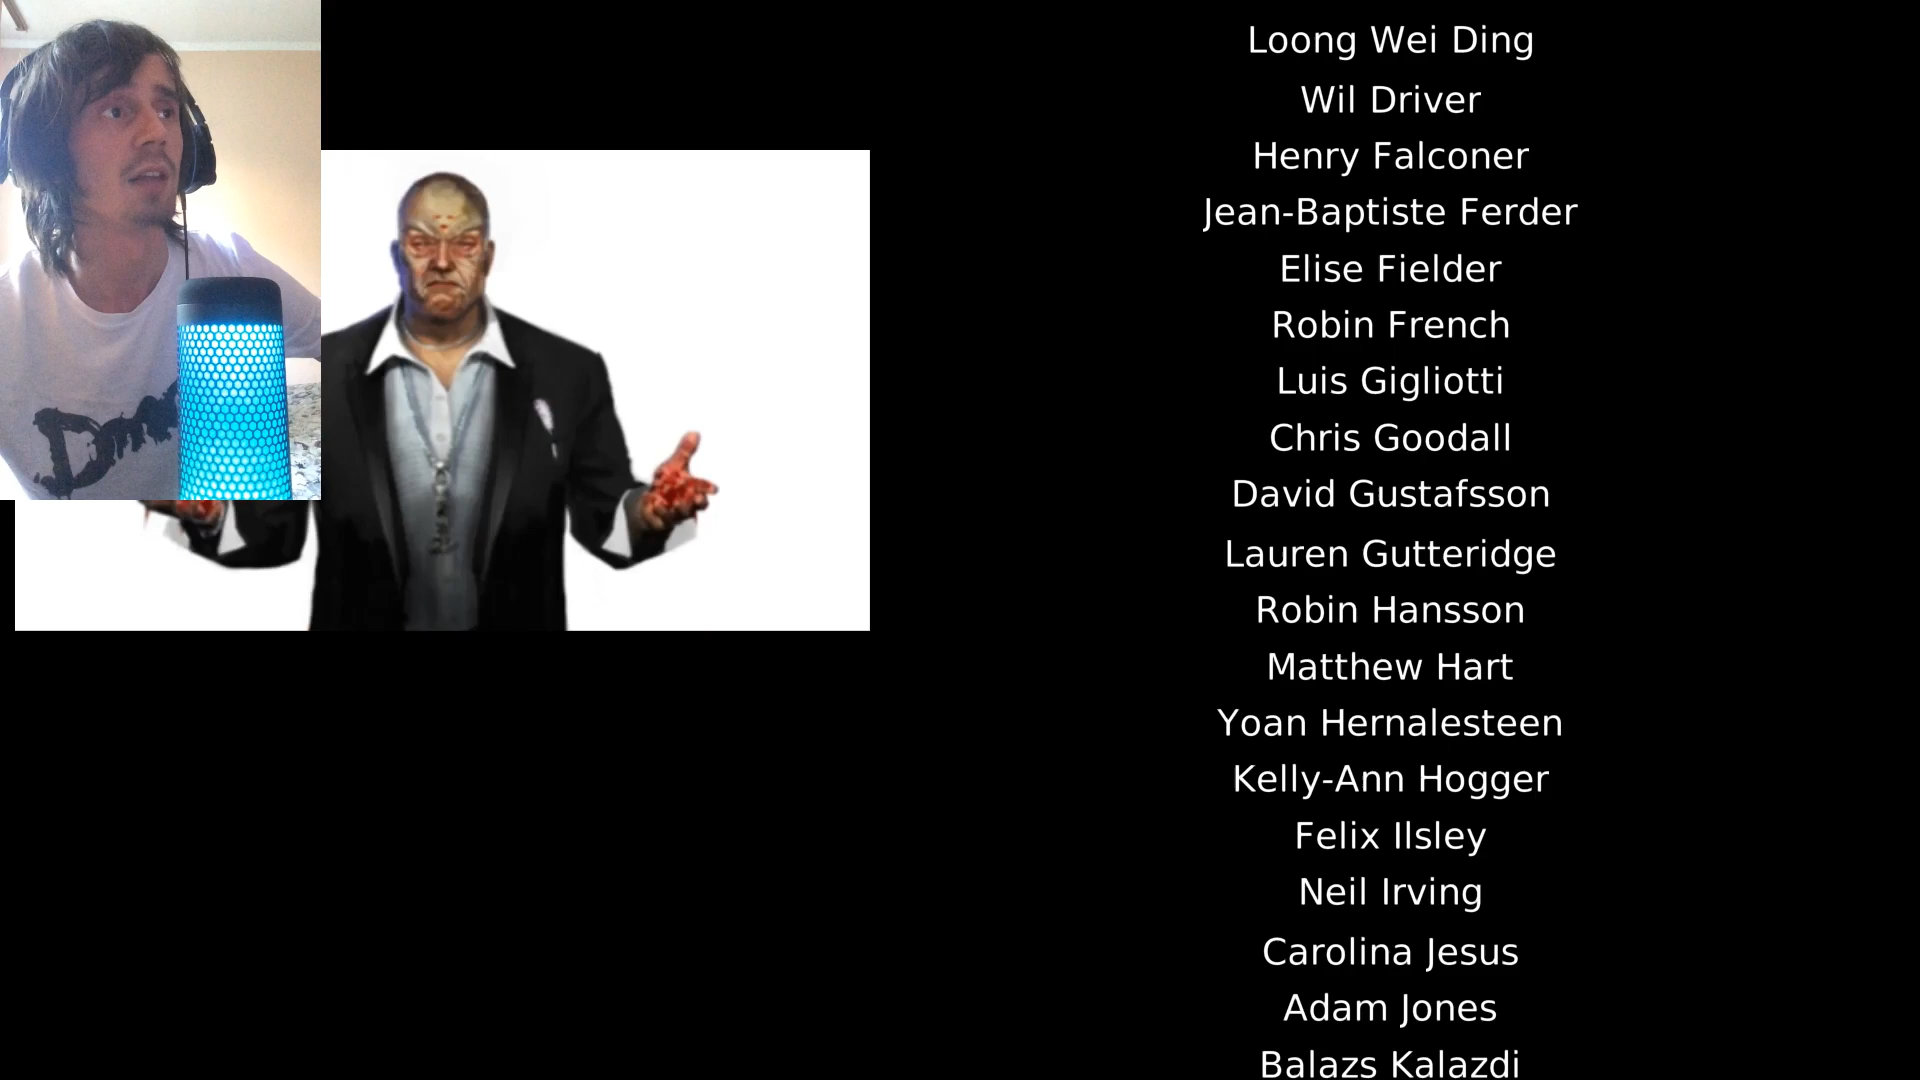 Loong Wei Ding
Wil Driver
Henry Falconer
Jean-Baptiste Ferder
Elise Fielder
Robin French
Luis Gigliotti
Chris Goodall
David Gustafsson
Lauren Gutteridge
Robin Hansson
Matthew Hart
Yoan Hernalesteen
Kelly-Ann Hogger
Felix Ilsley
Neil Irving
Carolina Jesus
Adam Jones
Balazs Kalazdi